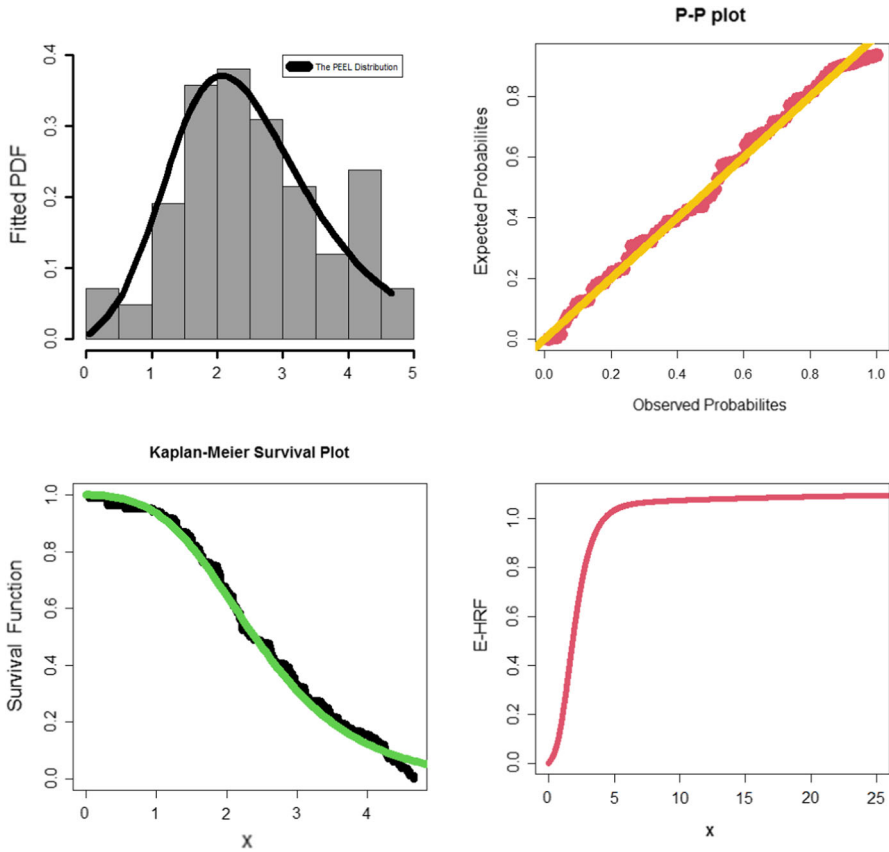 P-P plot
The PEEL Distribution
Fitted PDF
0.0 0.1 0.2 0.3 0.4
0 1 2 3 4 5
Expected Probabilites
0.0 0.2 0.4 0.6 0.8
0.0 0.2 0.4 0.6 0.8 1.0
Observed Probabilites
Kaplan-Meier Survival Plot
Survival Function
0.0 0.2 0.4 0.6 0.8 1.0
0 1 2 3 4
X
E-HRF
0.0 0.2 0.4 0.6 0.8 1.0
0 5 10 15 20 25
x